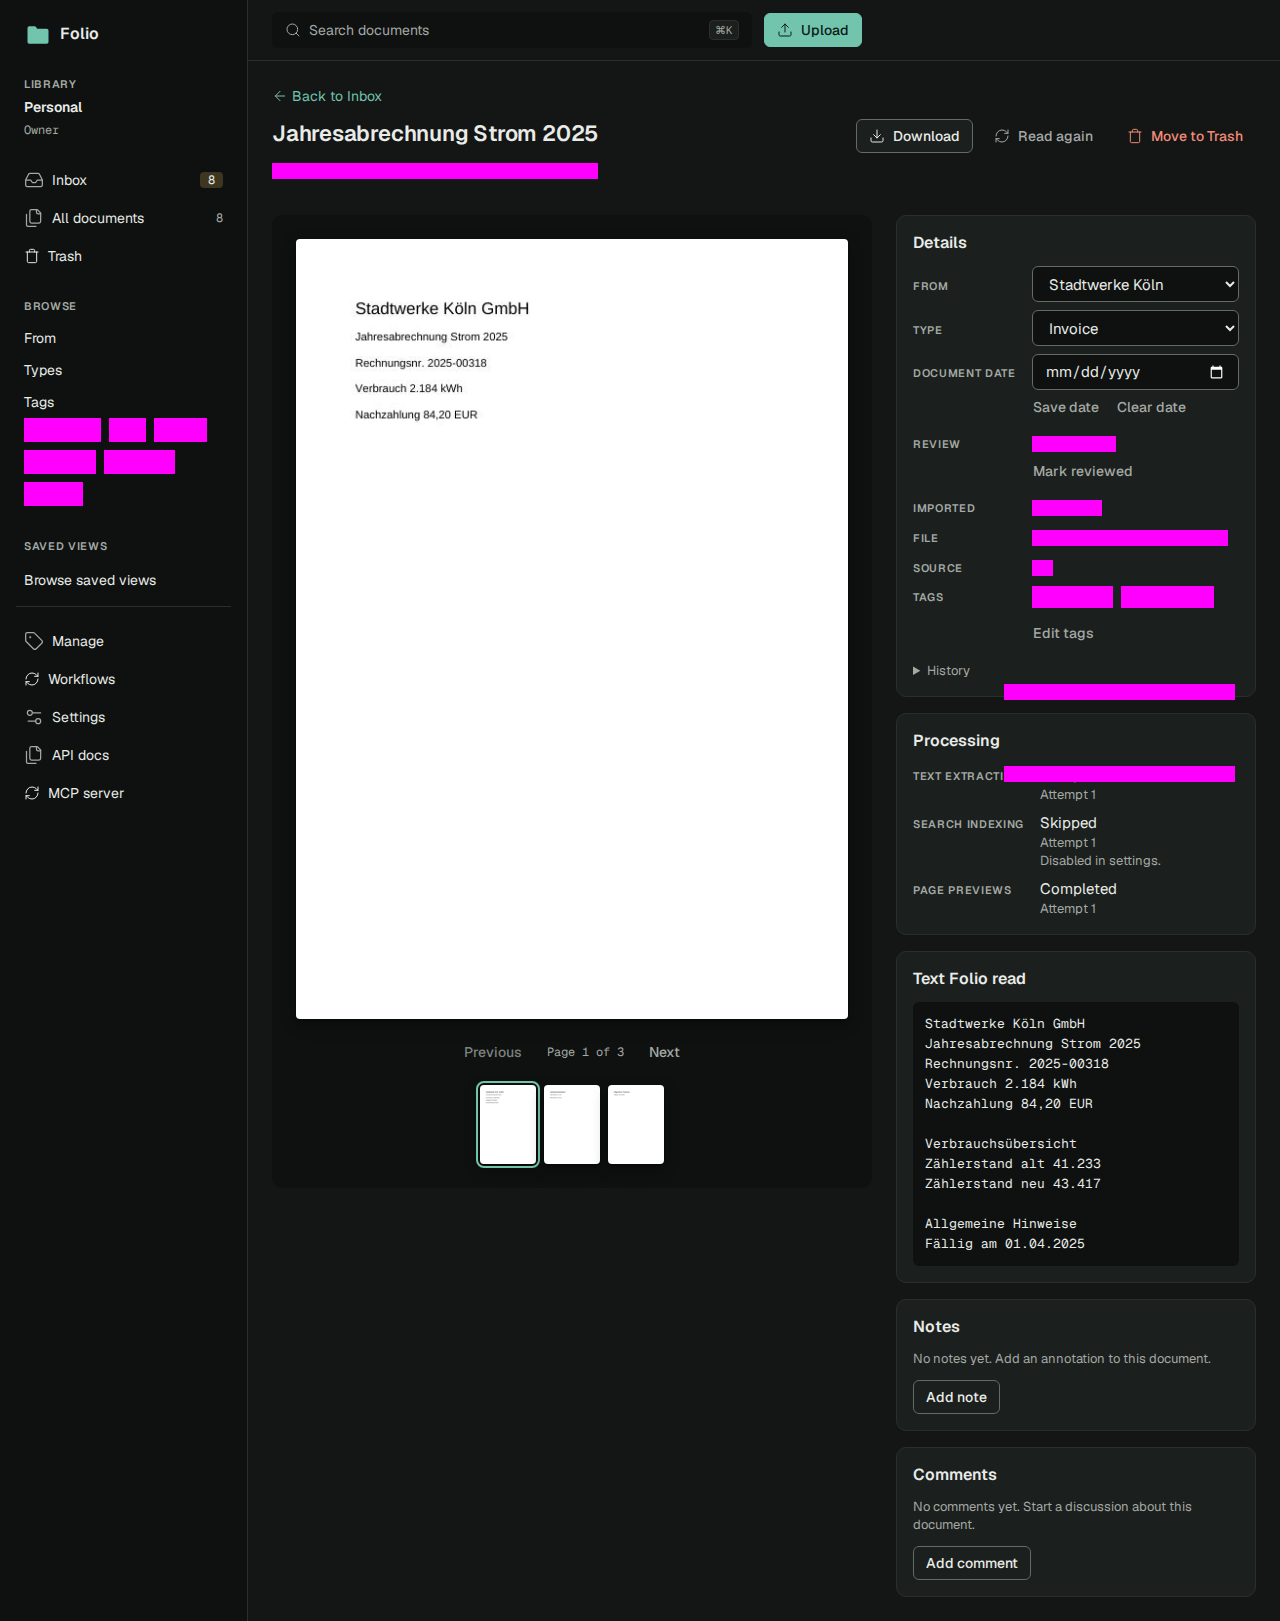 Folio
Search documents
⌘K
Upload
LIBRARY
Personal
Owner
Inbox 8
All documents 8
Trash
BROWSE
From
Types
Tags
SAVED VIEWS
Browse saved views
Manage
Workflows
Settings
API docs
MCP server
← Back to Inbox
Jahresabrechnung Strom 2025
Download
Read again
Move to Trash
Stadtwerke Köln GmbH
Jahresabrechnung Strom 2025
Rechnungsnr. 2025-00318
Verbrauch 2.184 kWh
Nachzahlung 84,20 EUR
Previous Page 1 of 3 Next
Details
FROM Stadtwerke Köln
TYPE Invoice
DOCUMENT DATE mm/dd/yyyy
Save date Clear date
REVIEW
Mark reviewed
IMPORTED
FILE
SOURCE
TAGS
Edit tags
History
Processing
TEXT
Attempt 1
SEARCH INDEXING Skipped
Attempt 1
Disabled in settings.
PAGE PREVIEWS Completed
Attempt 1
Text Folio read
Stadtwerke Köln GmbH
Jahresabrechnung Strom 2025
Rechnungsnr. 2025-00318
Verbrauch 2.184 kWh
Nachzahlung 84,20 EUR
Verbrauchsübersicht
Zählerstand alt 41.233
Zählerstand neu 43.417
Allgemeine Hinweise
Fällig am 01.04.2025
Notes
No notes yet. Add an annotation to this document.
Add note
Comments
No comments yet. Start a discussion about this
document.
Add comment